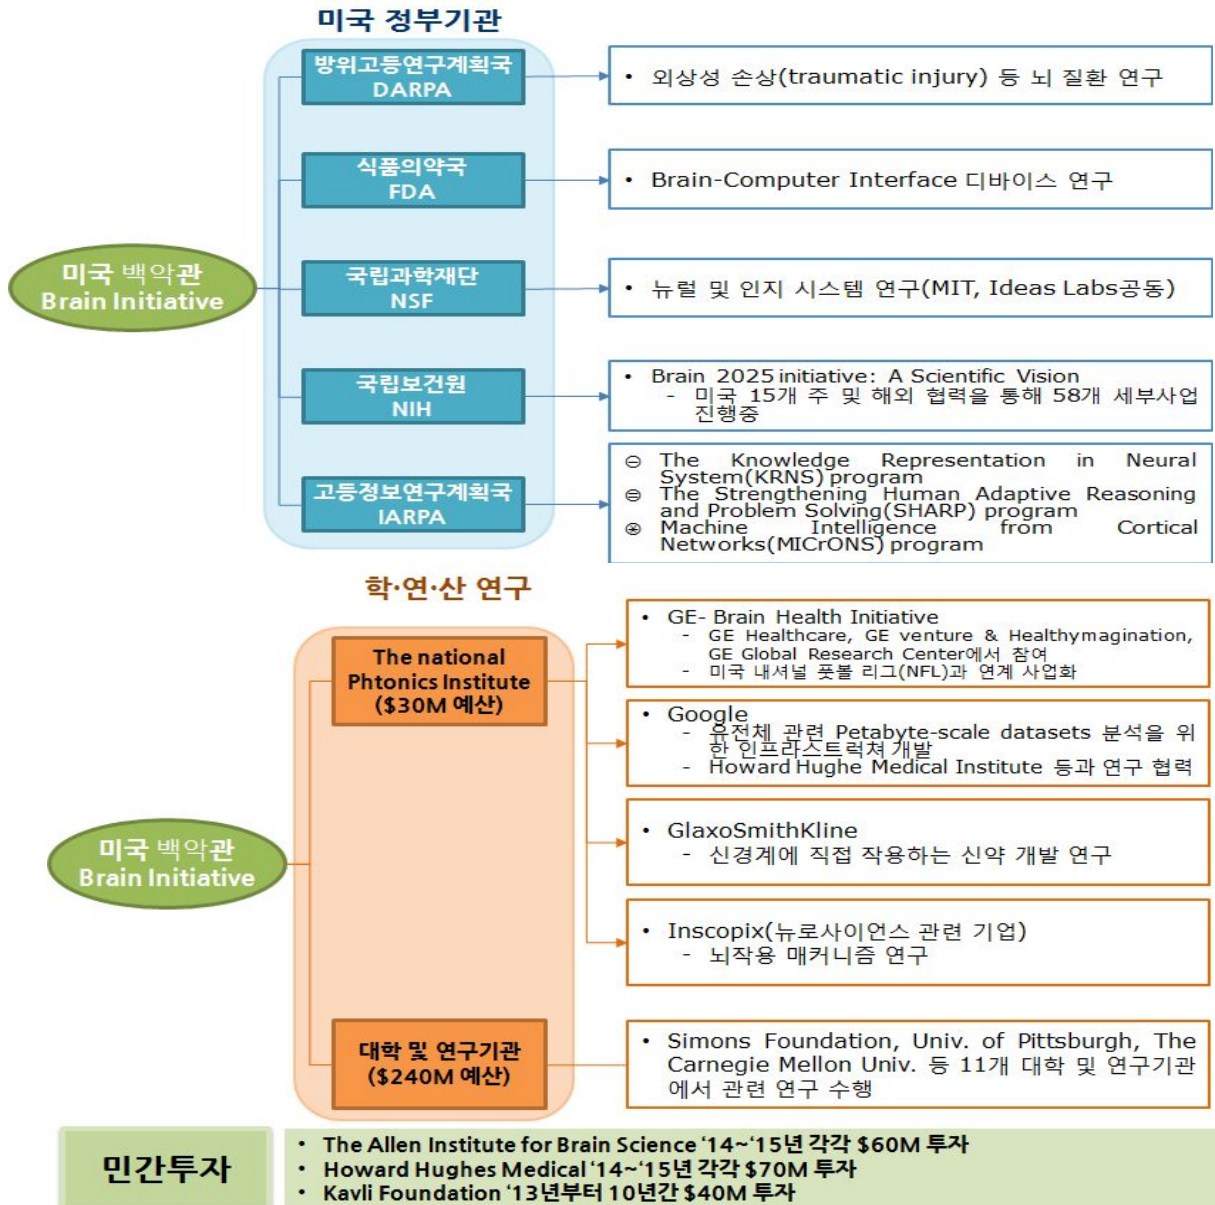 미국 정부기관
방위고등연구계획국
DARPA
• 외상성 손상(traumatic injury) 등 뇌 질환 연구
식품의약국
FDA
• Brain-Computer Interface 디바이스 연구
미국 백악관
Brain Initiative
국립과학재단
NSF
• 뉴럴 및 인지 시스템 연구(MIT, Ideas Labs공동)
국립보건원
NIH
• Brain 2025 initiative: A Scientific Vision
- 미국 15개 주 및 해외 협력을 통해 58개 세부사업
진행중
고등정보연구계획국
IARPA
㊀ The Knowledge Representation in Neural
System(KRNS) program
㊁ The Strengthening Human Adaptive Reasoning
and Problem Solving(SHARP) program
㊂ Machine Intelligence from Cortical
Networks(MICrONS) program
학·연·산 연구
The national
Phtonics Institute
($30M 예산)
• GE- Brain Health Initiative
- GE Healthcare, GE venture & Healthymagination,
GE Global Research Center에서 참여
- 미국 내셔널 풋볼 리그(NFL)과 연계 사업화
• Google
- 유전체 관련 Petabyte-scale datasets 분석을 위
한 인프라스트럭쳐 개발
- Howard Hughe Medical Institute 등과 연구 협력
미국 백악관
Brain Initiative
• GlaxoSmithKline
- 신경계에 직접 작용하는 신약 개발 연구
• Inscopix(뉴로사이언스 관련 기업)
- 뇌작용 매커니즘 연구
대학 및 연구기관
($240M 예산)
• Simons Foundation, Univ. of Pittsburgh, The
Carnegie Mellon Univ. 등 11개 대학 및 연구기관
에서 관련 연구 수행
민간투자
• The Allen Institute for Brain Science ‘14~‘15년 각각 $60M 투자
• Howard Hughes Medical ‘14~‘15년 각각 $70M 투자
• Kavli Foundation ‘13년부터 10년간 $40M 투자